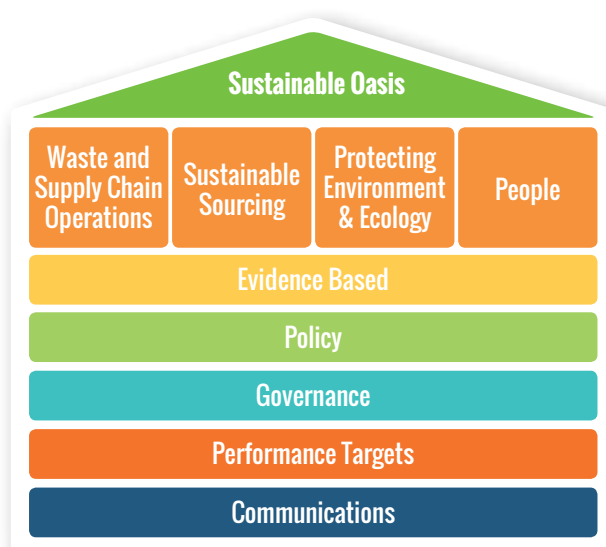 Sustainable Oasis
Waste and
Supply Chain
Operations
Sustainable
Sourcing
Protecting
Environment
& Ecology
People
Evidence Based
Policy
Governance
Performance Targets
Communications